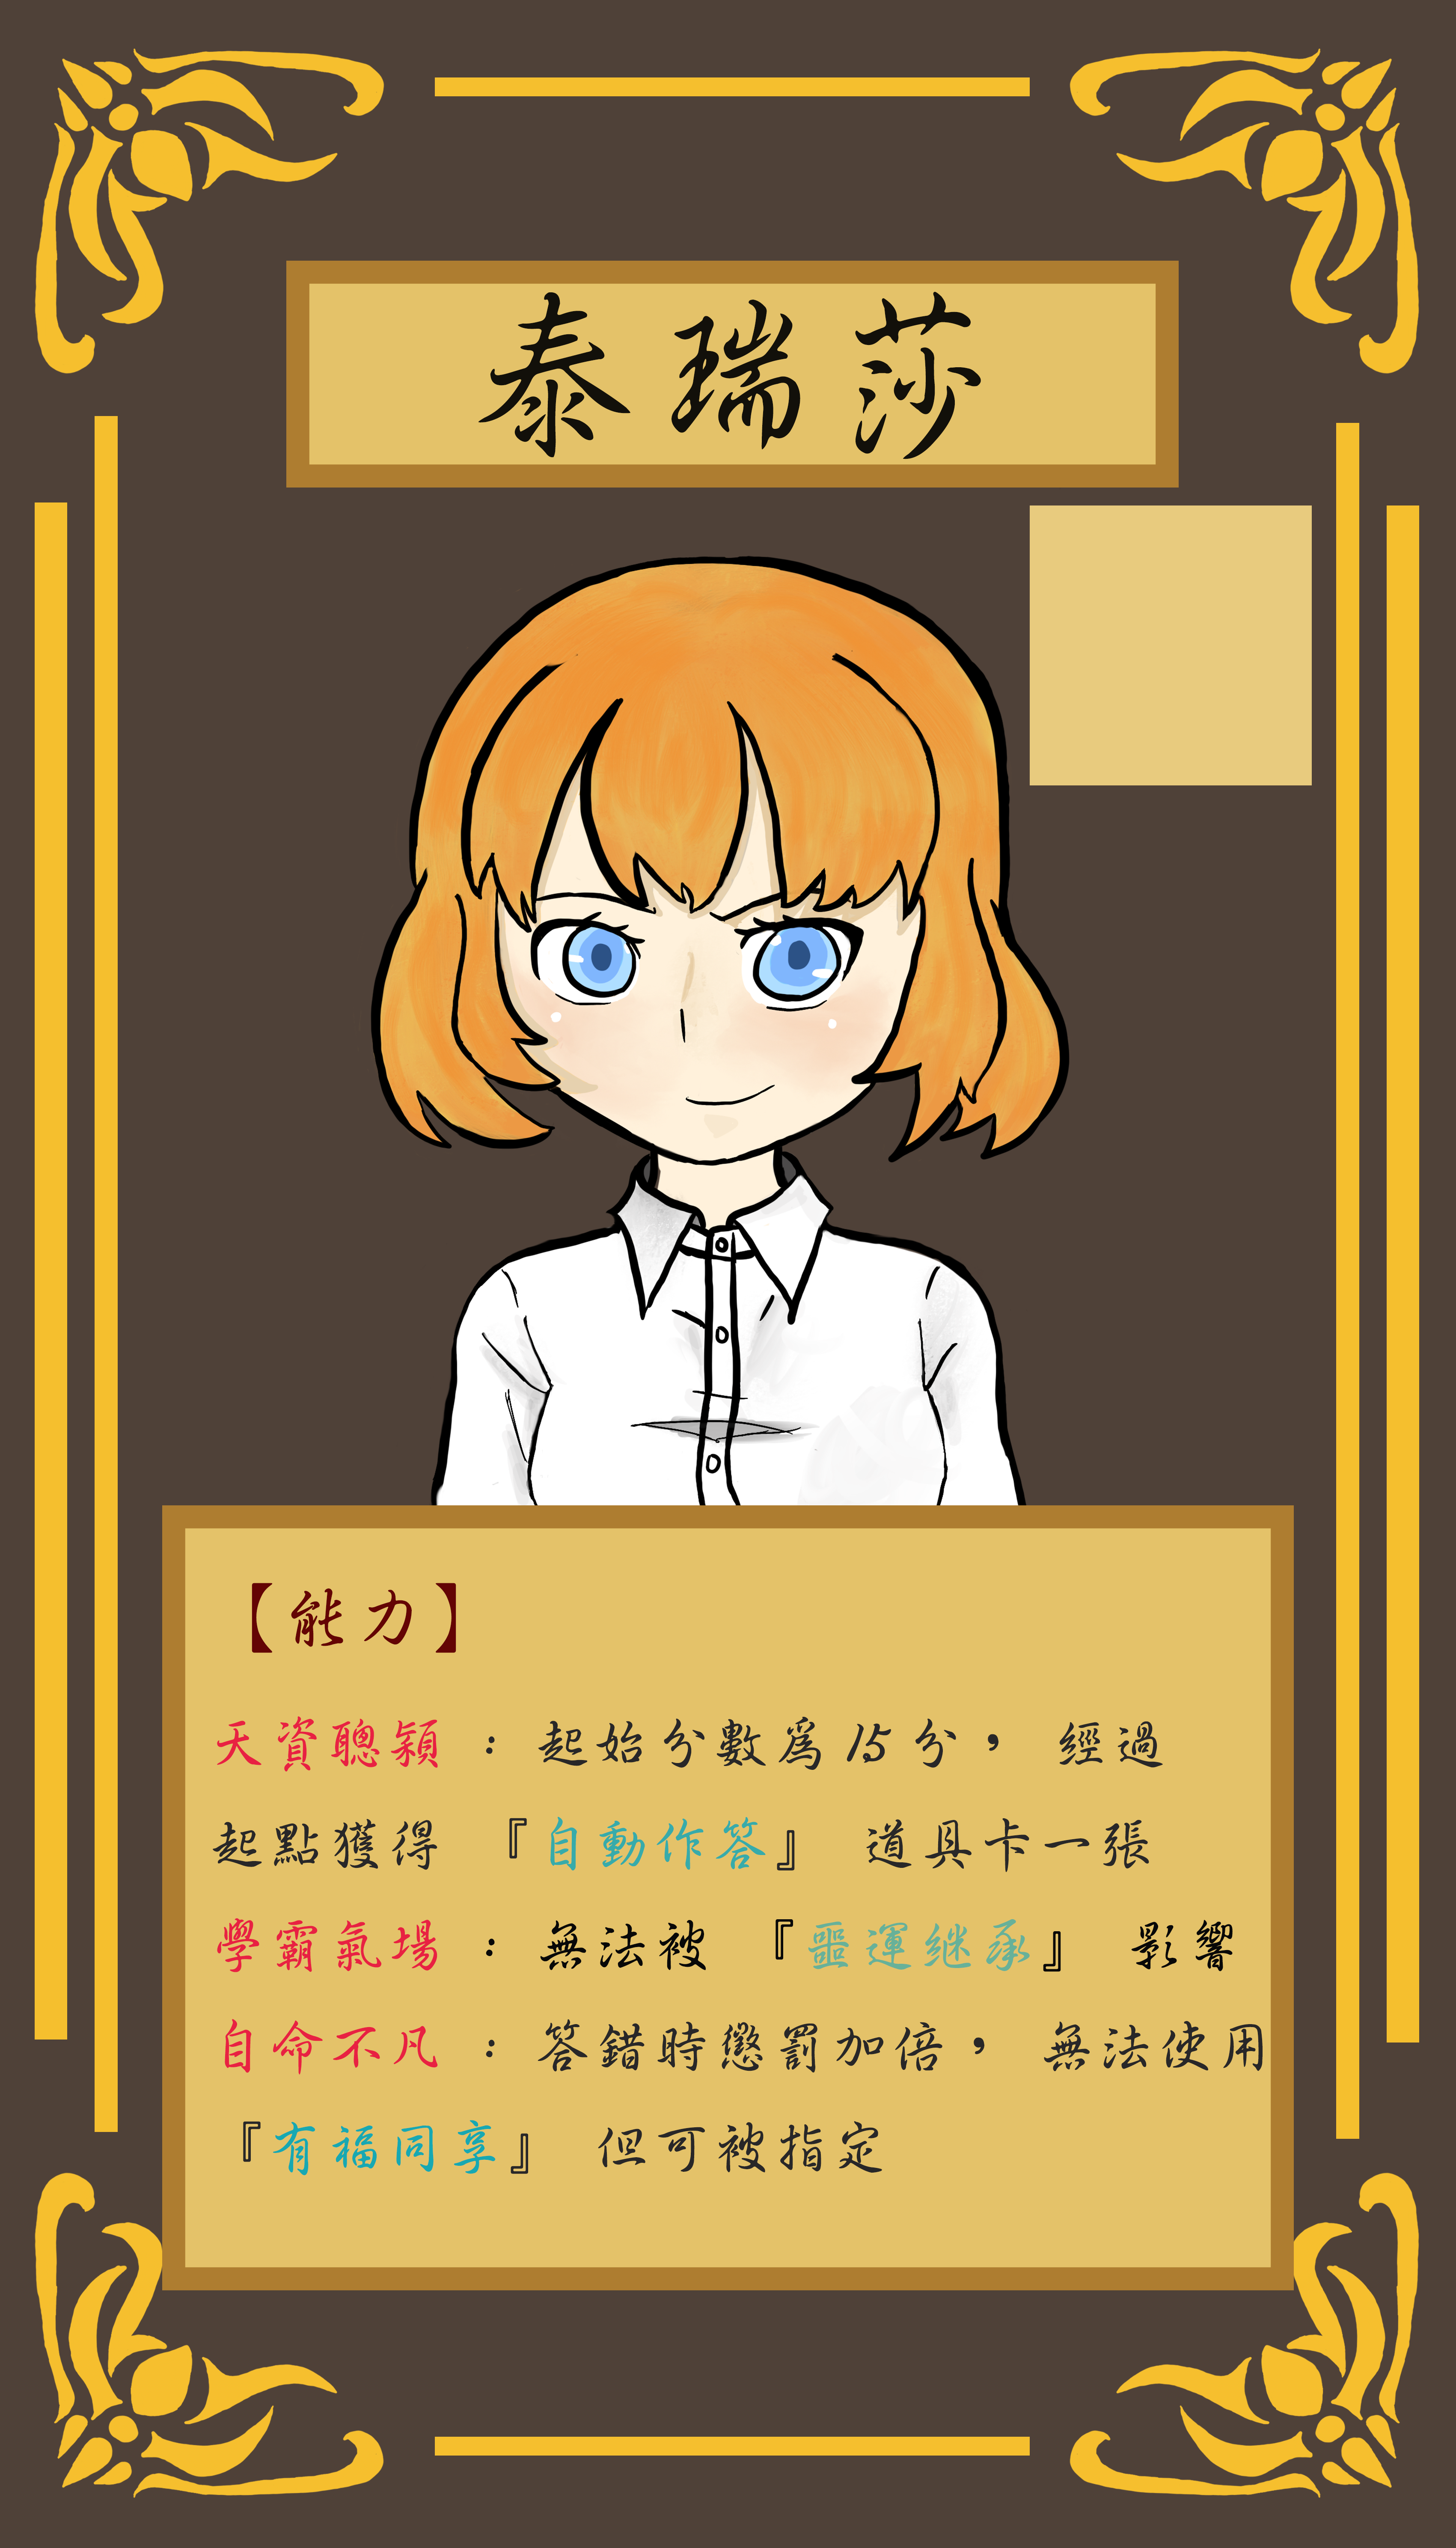 泰瑞莎
【能力】
天資聰穎：起始分數為15分，經過
起點獲得『自動作答』道具卡一張
學霸氣場：無法被『噩運継承』影響
自命不凡：答錯時懲罰加倍，無法使用
『有福同享』但可被指定